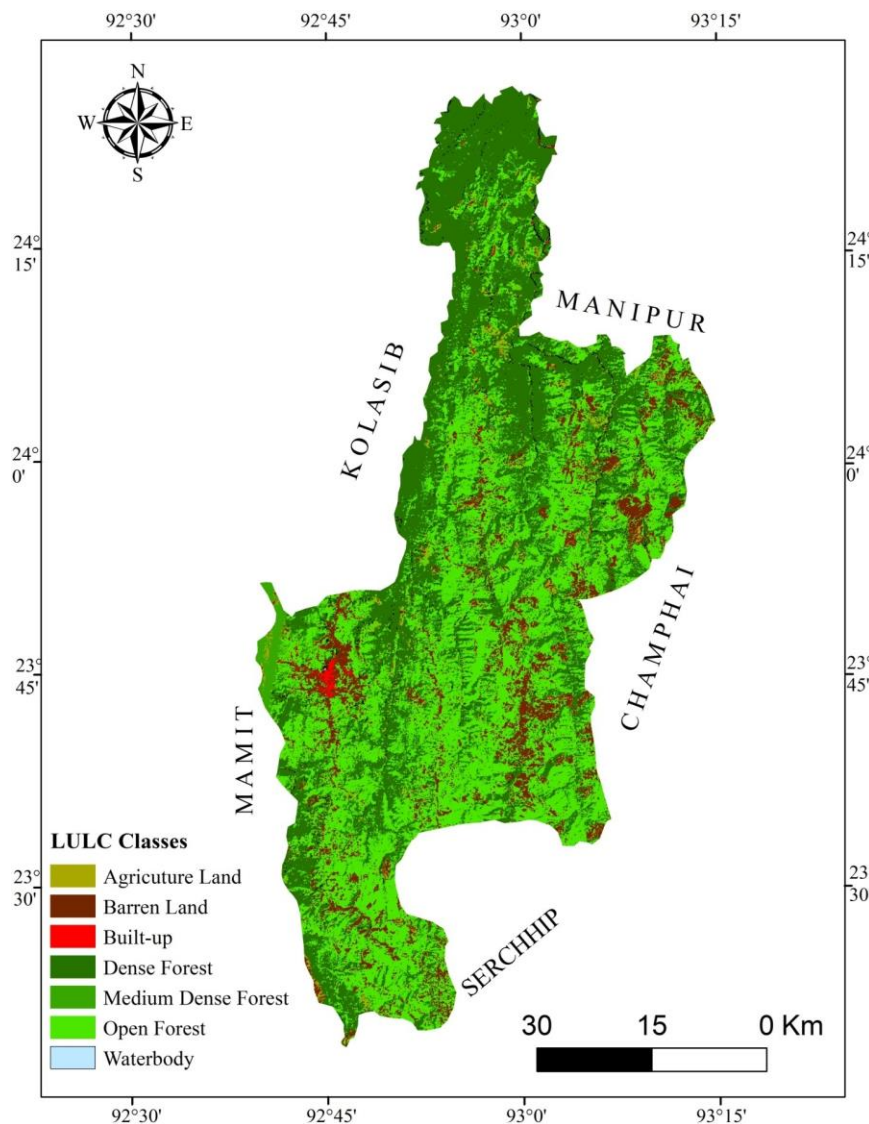 92°30'
92°45'
93°0'
93°15'
N
W
E
S
24°
15'
24°
15'
MANIPUR
KOLASIB
24°
0'
24°
0'
CHAMPHAI
23°
45'
23°
45'
MAMIT
LULC Classes
Agricuture Land
Barren Land
Built-up
Dense Forest
Medium Dense Forest
Open Forest
Waterbody
23°
30'
23°
30'
SERCHHIP
30
15
0 Km
92°30'
92°45'
93°0'
93°15'